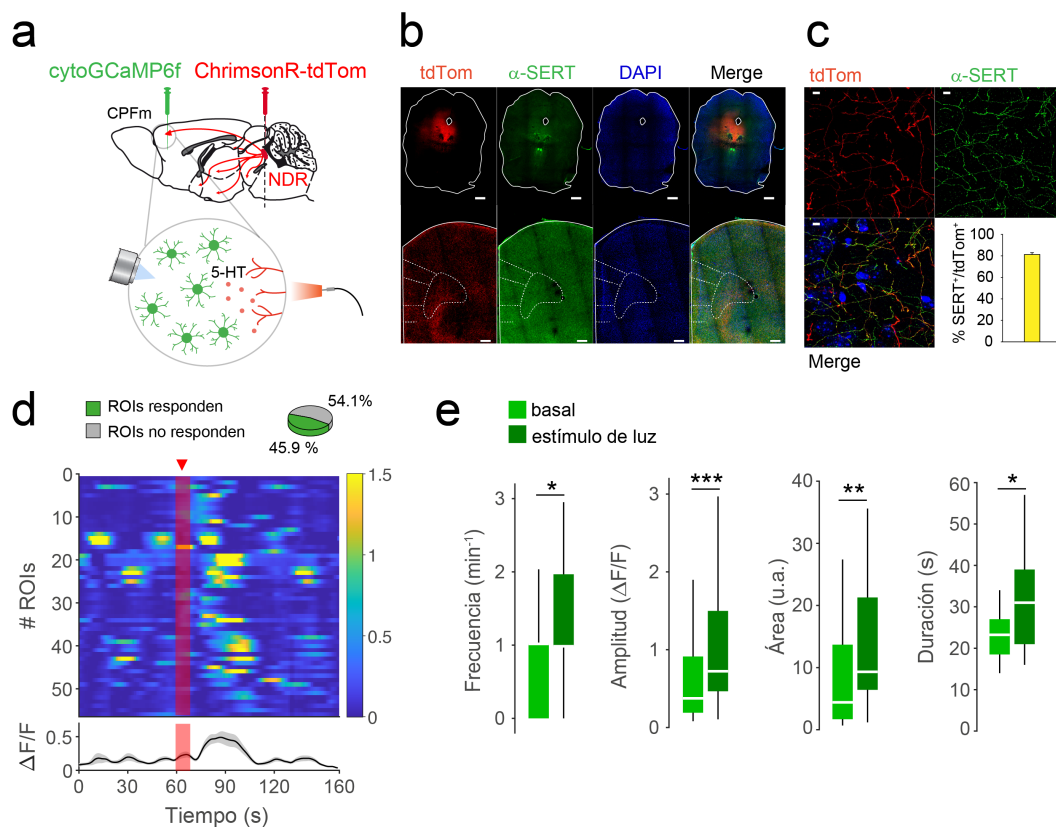 a
cytoGCaMP6f
ChrimsonR-tdTom
CPFm
NDR
5-HT
b
tdTom
α-SERT
DAPI
Merge
c
tdTom
α-SERT
Merge
% SERT⁺/tdTom⁺
100
80
60
40
20
0
d
ROIs responden
ROIs no responden
54.1%
45.9 %
# ROIs
0
10
20
30
40
50
1.5
1
0.5
0
ΔF/F
0.5
0
0
30
60
90
120
160
Tiempo (s)
e
basal
estímulo de luz
Frecuencia (min⁻¹)
3
2
1
0
*
Amplitud (ΔF/F)
3
2
1
0
***
Área (u.a.)
40.0
30.0
20.0
10
0
**
Duración (s)
60
50
40
30
20
10
0
*